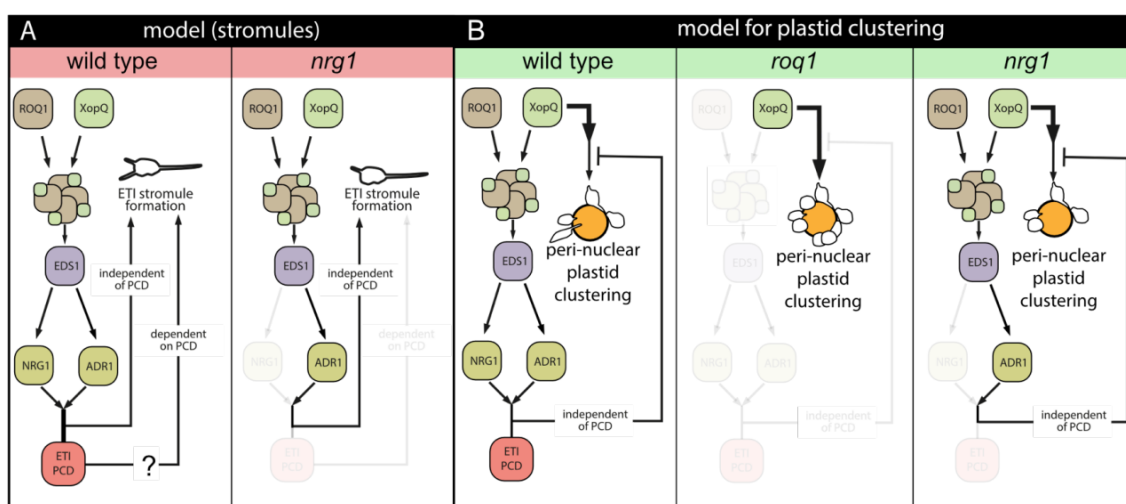 A
model (stromules)
wild type
nrg1
ROQ1
XopQ
ETI stromule
formation
EDS1
independent
of PCD
dependent
on PCD
NRG1
ADR1
ETI
PCD
?
ROQ1
XopQ
ETI stromule
formation
EDS1
independent
of PCD
dependent
on PCD
NRG1
ADR1
ETI
PCD
B
model for plastid clustering
wild type
roq1
nrg1
ROQ1
XopQ
peri-nuclear
plastid
clustering
EDS1
NRG1
ADR1
independent
of PCD
ETI
PCD
ROQ1
XopQ
peri-nuclear
plastid
clustering
EDS1
NRG1
ADR1
independent
of PCD
ETI
PCD
ROQ1
XopQ
peri-nuclear
plastid
clustering
EDS1
NRG1
ADR1
independent
of PCD
ETI
PCD